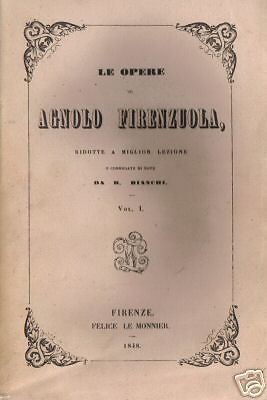 LE OPERE
DI
AGNOLO FIRENZUOLA,
RIDOTTE A MIGLIOR LEZIONE
E CORREDATE DI NOTE
DA B. BIANCHI.
VOL. I.
FIRENZE,
FELICE LE MONNIER.
1848.